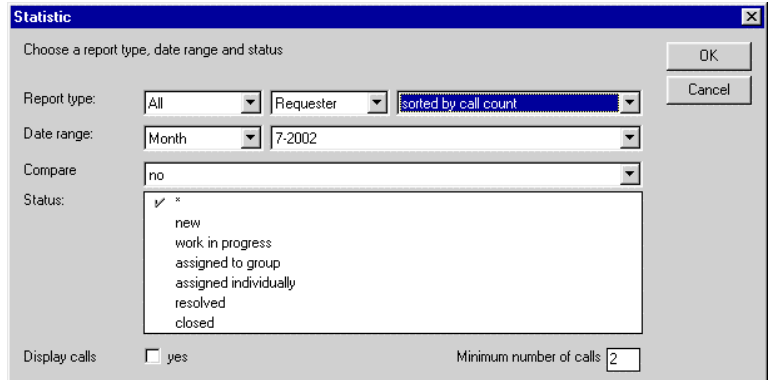 Statistic
Choose a report type, date range and status
OK
Cancel
Report type: All Requester sorted by call count
Date range: Month 7-2002
Compare no
Status: *
new
work in progress
assigned to group
assigned individually
resolved
closed
Display calls yes Minimum number of calls 2